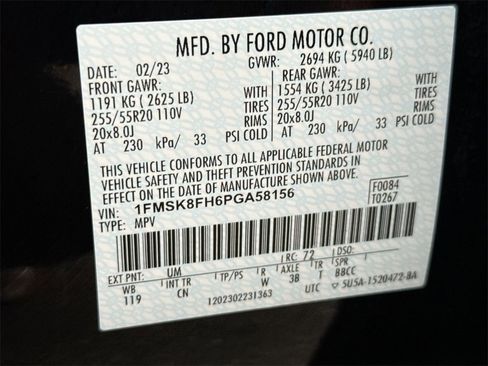 MFD. BY FORD MOTOR CO.
DATE: 02/23 GVWR: 2694 KG ( 5940 LB)
FRONT GAWR: REAR GAWR:
1191 KG ( 2625 LB) WITH 1554 KG ( 3425 LB) WITH
255/55R20 110V TIRES 255/55R20 110V TIRES
20x8.0J RIMS 20x8.0J RIMS
AT 230 kPa/ 33 PSI COLD AT 230 kPa/ 33 PSI COLD
THIS VEHICLE CONFORMS TO ALL APPLICABLE FEDERAL MOTOR
VEHICLE SAFETY AND THEFT PREVENTION STANDARDS IN
EFFECT ON THE DATE OF MANUFACTURE SHOWN ABOVE.
VIN: 1FMSK8FH6PGA58156 F0084
TYPE: MPV T0267
EXT PNT: UM RC: 72 DSO:
WB INT TR TP/PS R AXLE TR SPR
119 CN W 3B T 88CC
1202302231363 UTC 5U5A-1520472-BA